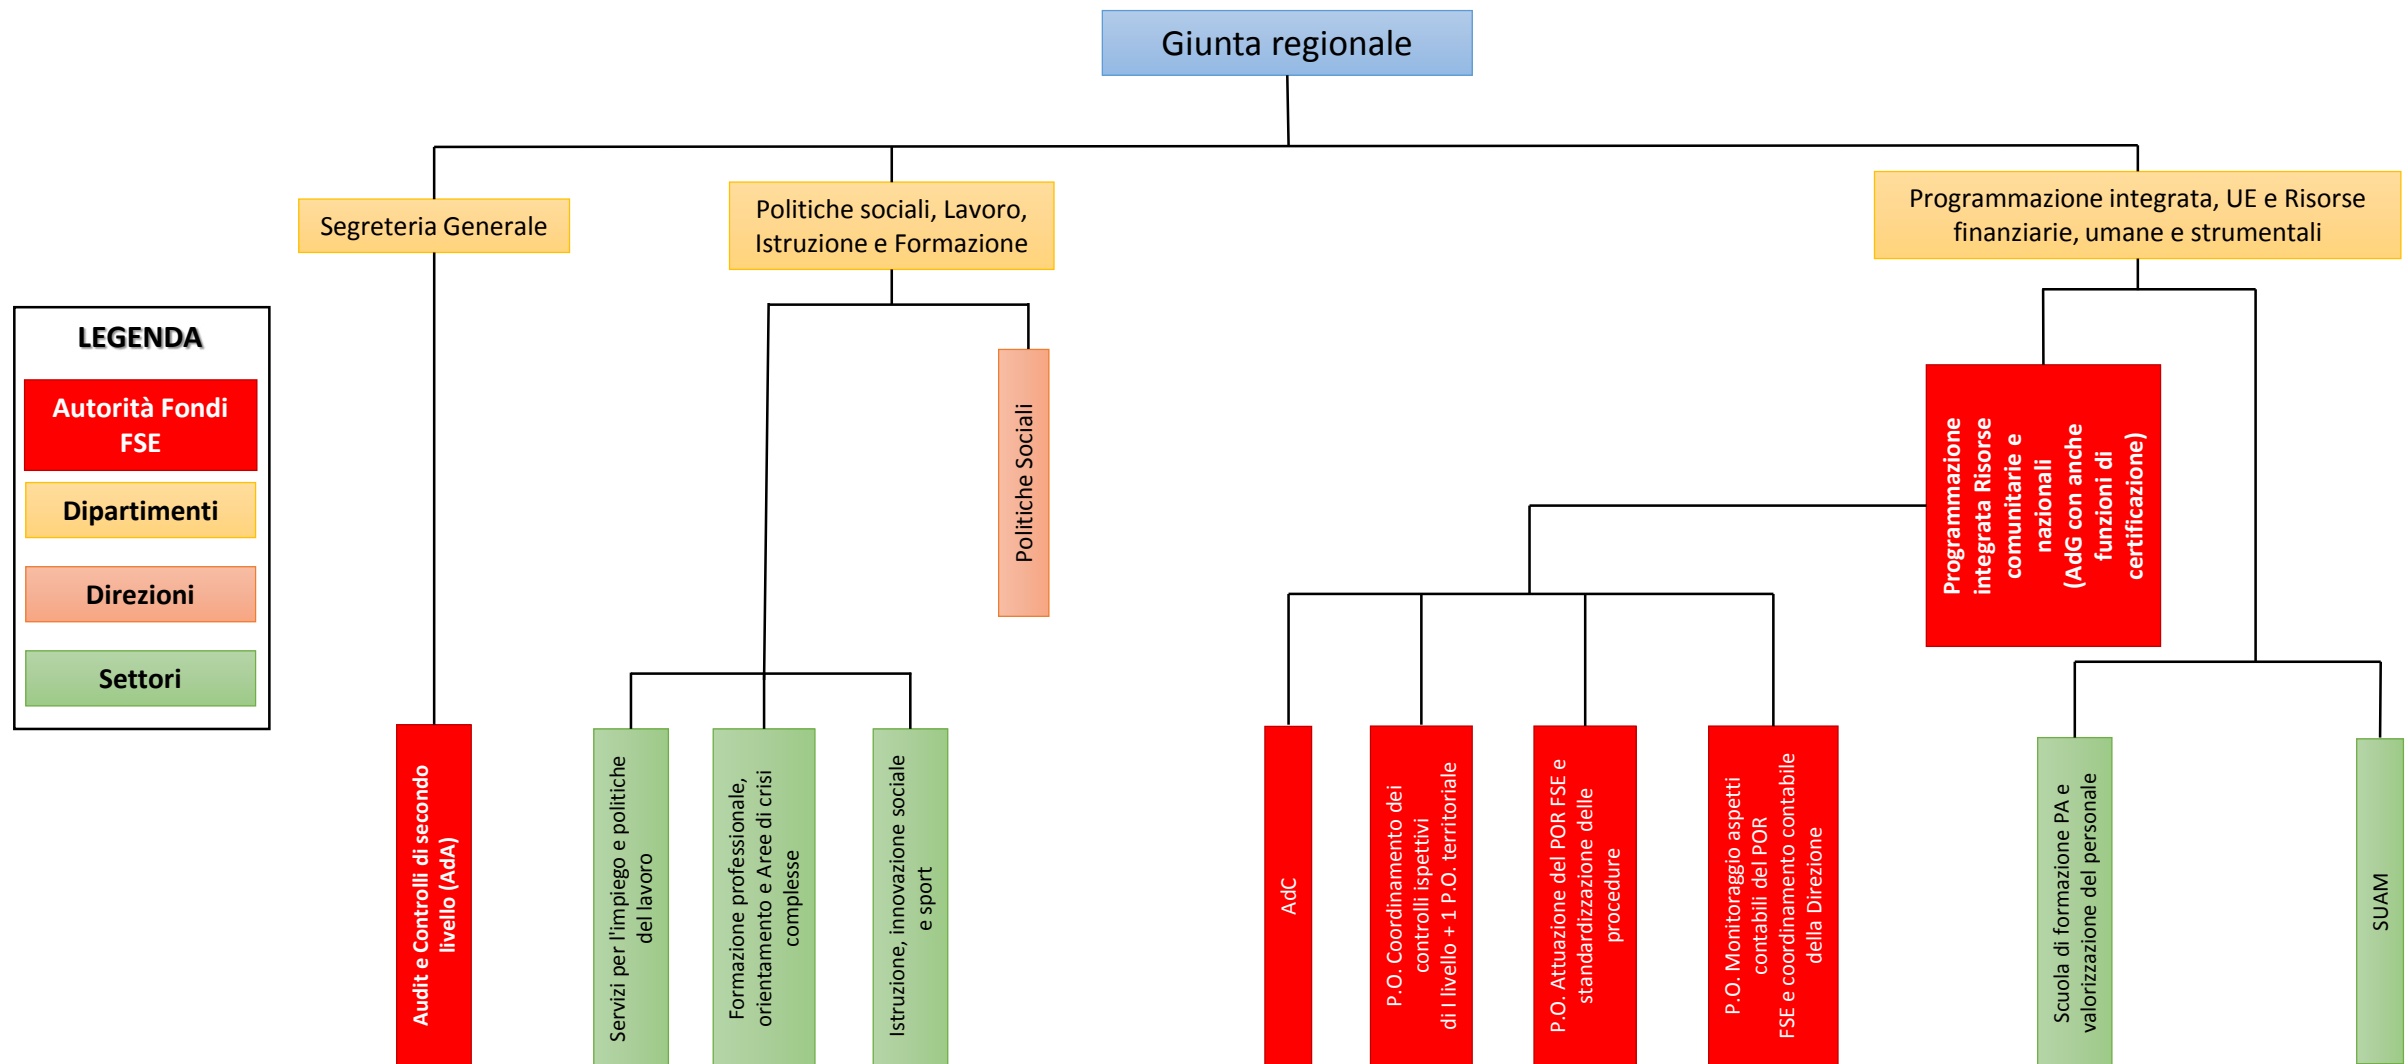 Giunta regionale
Segreteria Generale
Politiche sociali, Lavoro,
Istruzione e Formazione
Programmazione integrata, UE e Risorse
finanziarie, umane e strumentali
LEGENDA
Autorità Fondi
FSE
Dipartimenti
Direzioni
Settori
Politiche Sociali
Programmazione
integrata Risorse
comunitarie e
nazionali
(AdG con anche
funzioni di
certificazione)
Audit e Controlli di secondo
livello (AdA)
Servizi per l'impiego e politiche
del lavoro
Formazione professionale,
orientamento e Aree di crisi
complesse
Istruzione, innovazione sociale
e sport
AdC
P.O. Coordinamento dei
controlli ispettivi
di I livello + 1 P.O. territoriale
P.O. Attuazione del POR FSE e
standardizzazione delle
procedure
P.O. Monitoraggio aspetti
contabili del POR
FSE e coordinamento contabile
della Direzione
Scuola di formazione PA e
valorizzazione del personale
SUAM